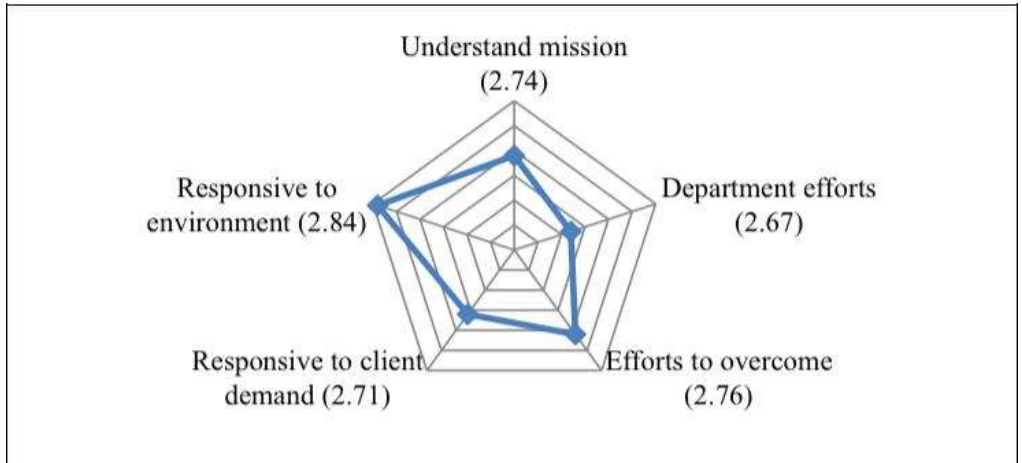 Understand mission
(2.74)
Department efforts
(2.67)
Efforts to overcome
(2.76)
Responsive to client
demand (2.71)
Responsive to
environment (2.84)